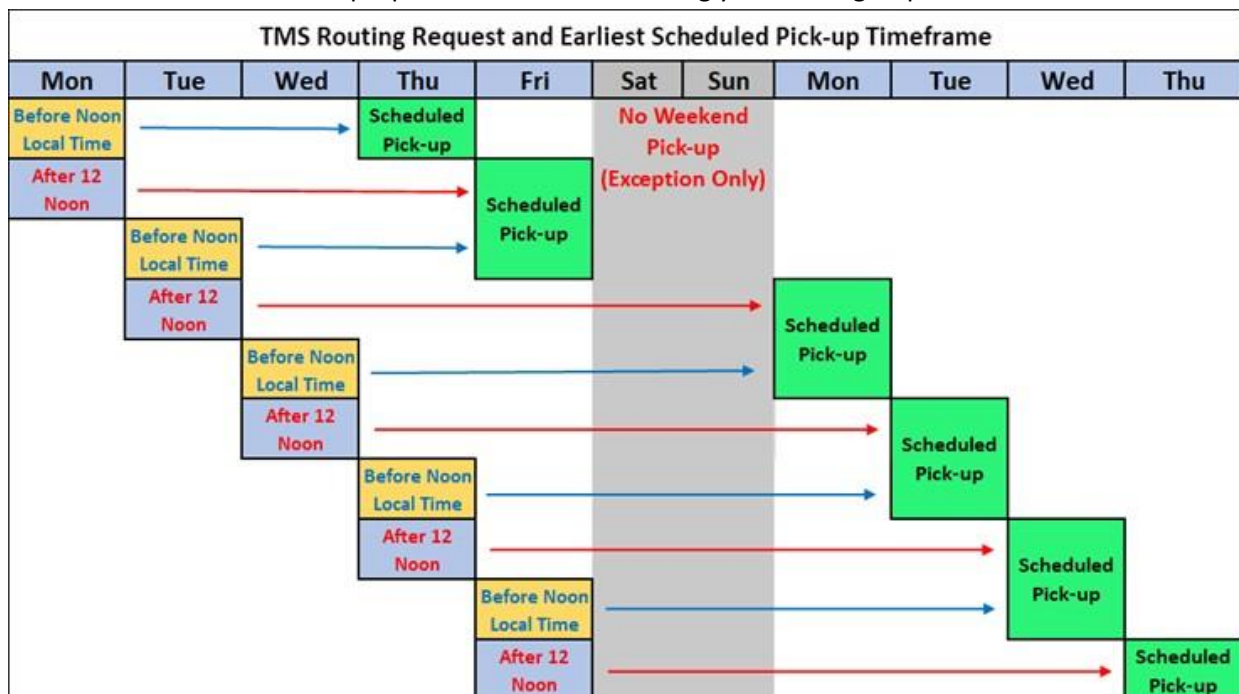 TMS Routing Request and Earliest Scheduled Pick-up Timeframe
Mon Tue Wed Thu Fri Sat Sun Mon Tue Wed Thu
Before Noon
Local Time
Scheduled
Pick-up
No Weekend
Pick-up
(Exception Only)
After 12
Noon
Scheduled
Pick-up
Before Noon
Local Time
After 12
Noon
Scheduled
Pick-up
Before Noon
Local Time
After 12
Noon
Scheduled
Pick-up
Before Noon
Local Time
After 12
Noon
Scheduled
Pick-up
Before Noon
Local Time
After 12
Noon
Scheduled
Pick-up